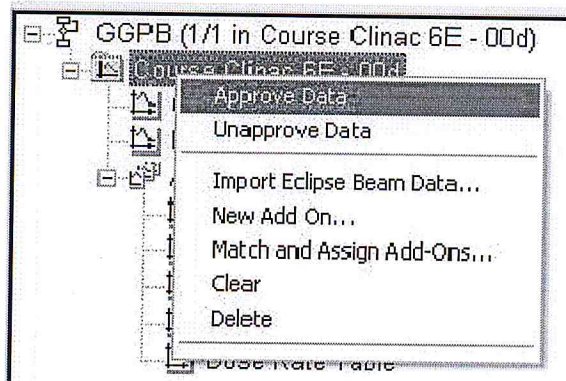 GGPB (1/1 in Course Clinac 6E - 00d)
Course Clinac 6E - 00d
Approve Data
Unapprove Data
Import Eclipse Beam Data...
New Add On...
Match and Assign Add-Ons...
Clear
Delete
Dose Rate Table